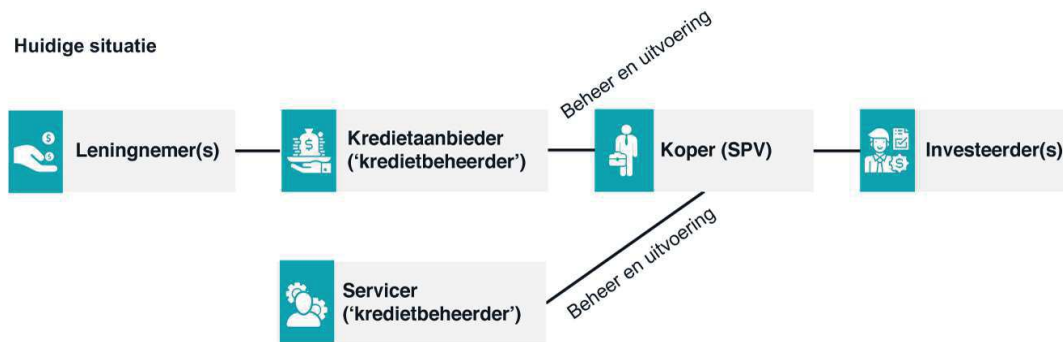 Huidige situatie
Beheer en uitvoering
Leningnemer(s)
Kredietaanbieder
(‘kredietbeheerder’)
Koper (SPV)
Investeerder(s)
Servicer
(‘kredietbeheerder’)
Beheer en uitvoering